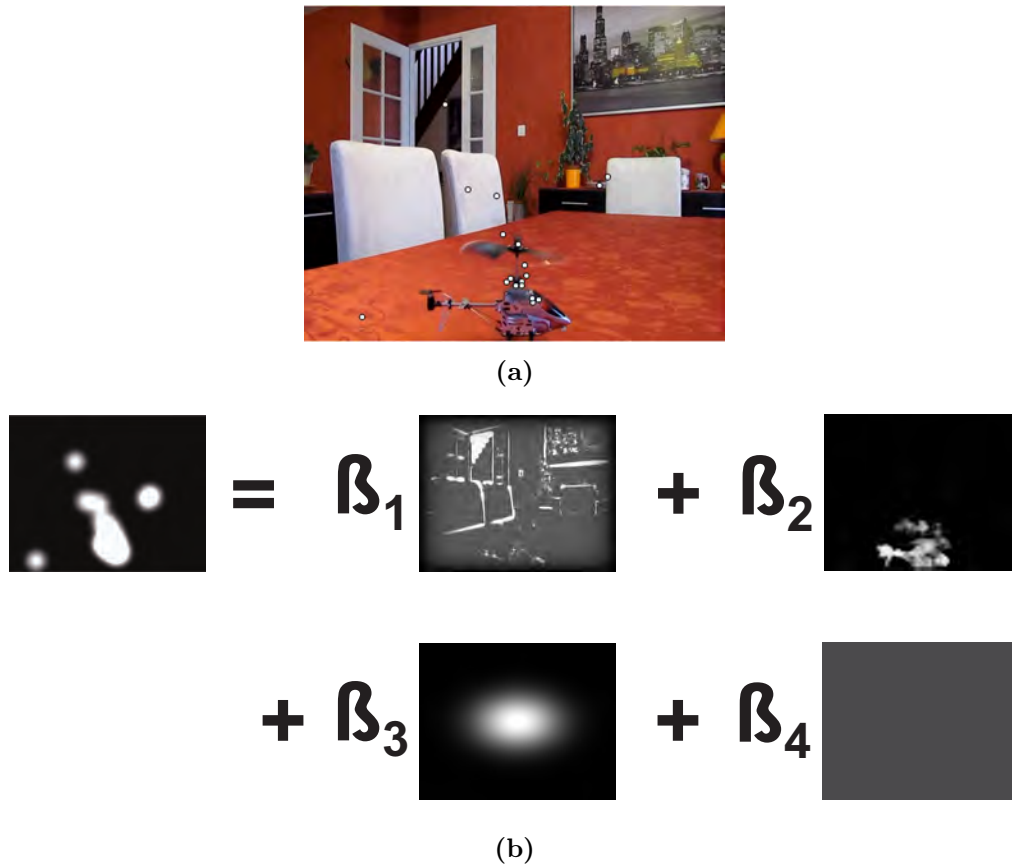 (a)
= ß1 + ß2
+ ß3 + ß4
(b)